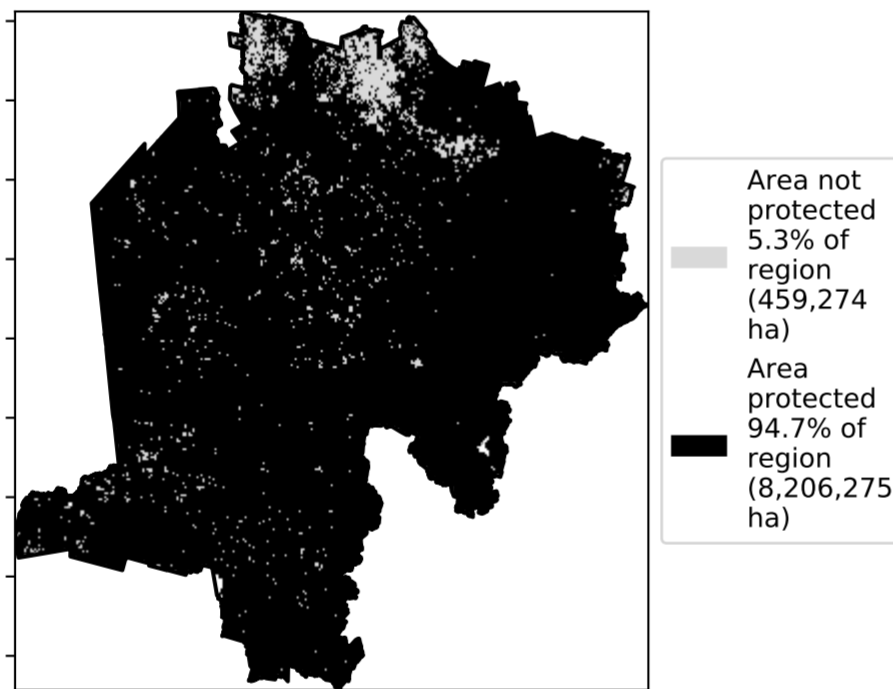 Area not
protected
5.3% of
region
(459,274
ha)
Area
protected
94.7% of
region
(8,206,275
ha)